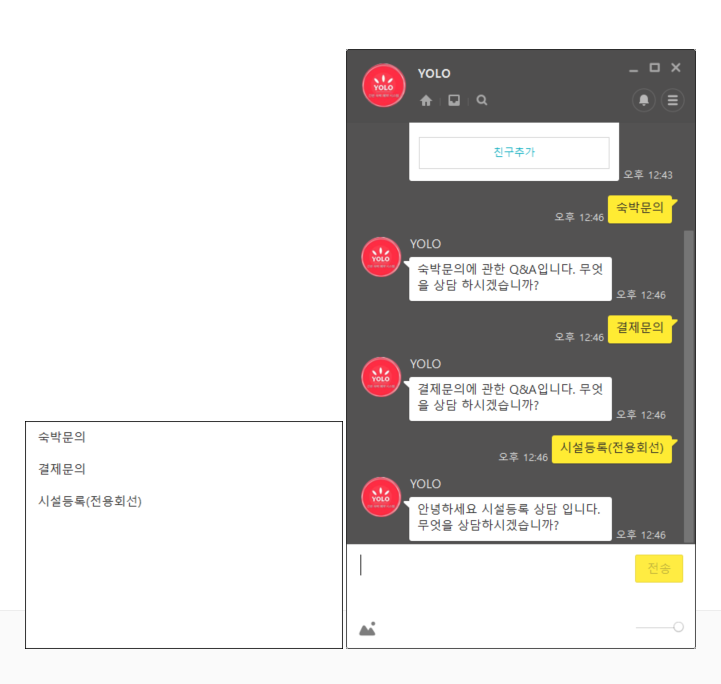 YOLO
YOLO
친구추가
오후 12:43
숙박문의
오후 12:46
YOLO
YOLO
숙박문의에 관한 Q&A입니다. 무엇
을 상담 하시겠습니까?
오후 12:46
결제문의
오후 12:46
YOLO
YOLO
결제문의에 관한 Q&A입니다. 무엇
을 상담 하시겠습니까?
오후 12:46
시설등록(전용회선)
오후 12:46
YOLO
YOLO
안녕하세요 시설등록 상담 입니다.
무엇을 상담하시겠습니까?
오후 12:46
전송
숙박문의
결제문의
시설등록(전용회선)